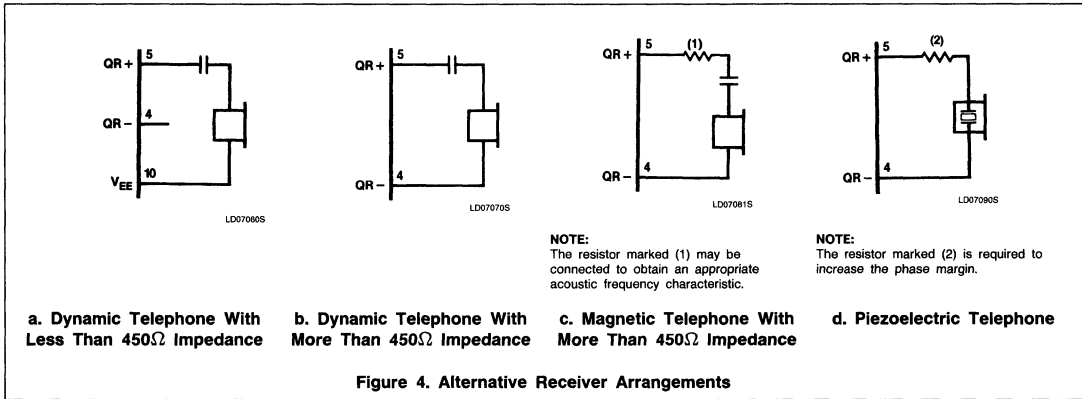 5
QR+
4
QR–
10
VEE
LD07060S
5
QR+
4
QR–
LD07070S
5
(1)
QR+
4
QR–
LD07081S
NOTE:
The resistor marked (1) may be
connected to obtain an appropriate
acoustic frequency characteristic.
5
(2)
QR+
4
QR–
LD07090S
NOTE:
The resistor marked (2) is required to
increase the phase margin.
a. Dynamic Telephone With
Less Than 450Ω Impedance
b. Dynamic Telephone With
More Than 450Ω Impedance
c. Magnetic Telephone With
More Than 450Ω Impedance
d. Piezoelectric Telephone
Figure 4. Alternative Receiver Arrangements